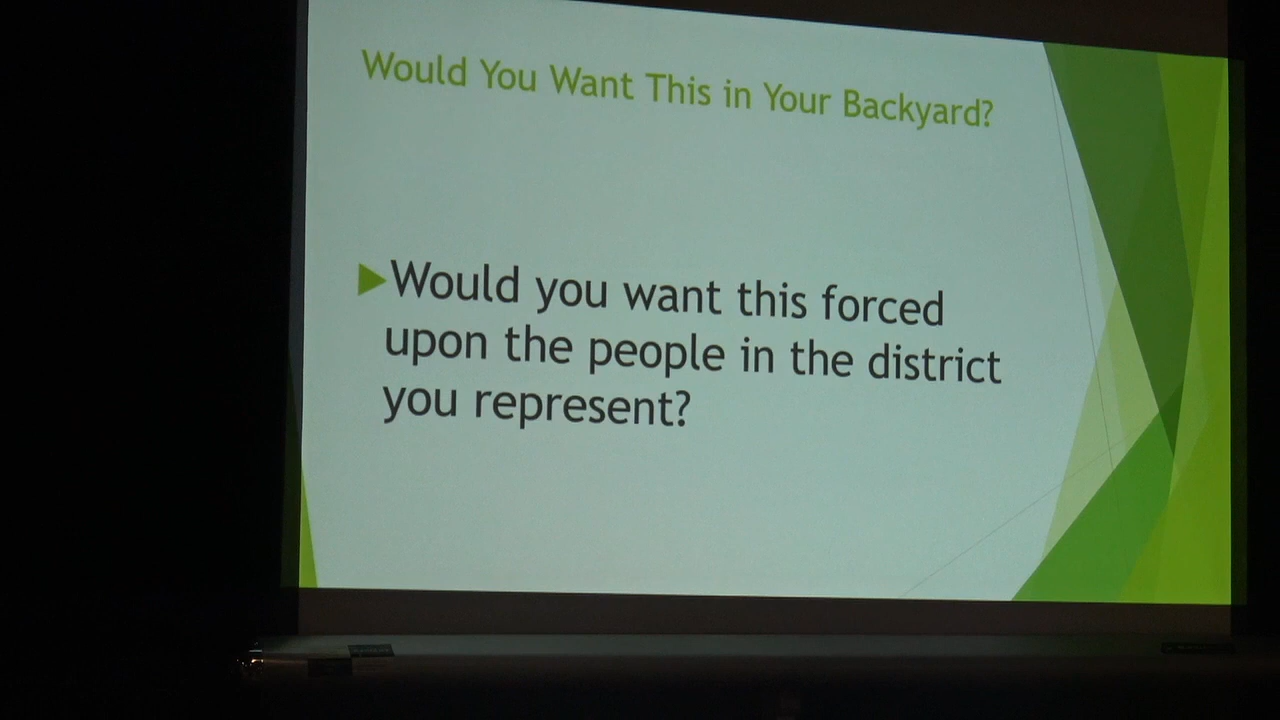 Would You Want This in Your Backyard?
Would you want this forced
upon the people in the district
you represent?